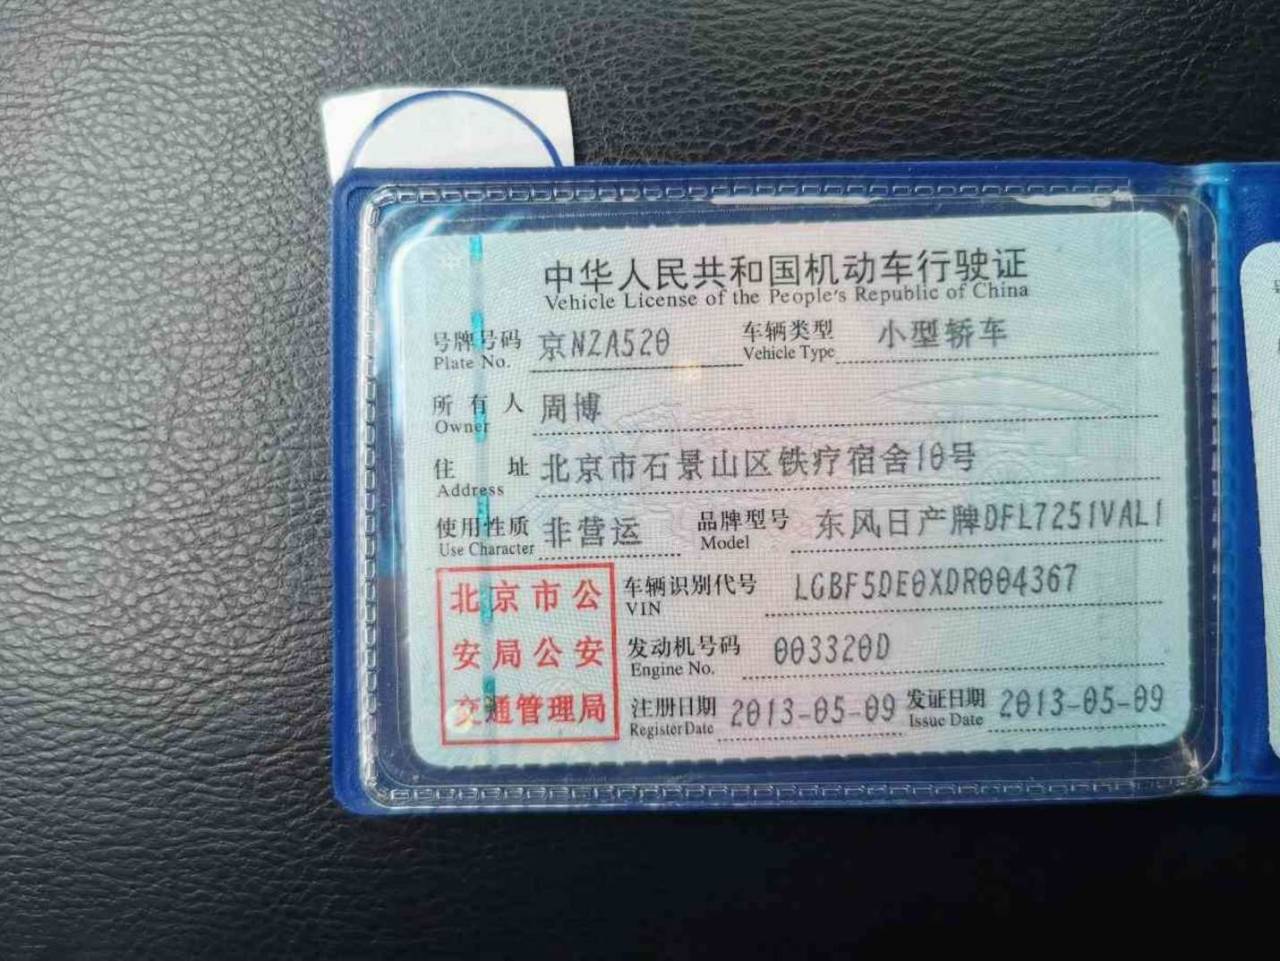 中华人民共和国机动车行驶证
Vehicle License of the People's Republic of China
号牌号码 京NZA520 车辆类型 小型轿车
Plate No. Vehicle Type
所有人 周博
Owner
住址 北京市石景山区铁疗宿舍10号
Address
使用性质 非营运 品牌型号 东风日产牌DFL7251VAL1
Use Character Model
北京市公
安局公安
交通管理局
车辆识别代号 LGBF5DE0XDR004367
VIN
发动机号码 003320D
Engine No.
注册日期 2013-05-09 发证日期 2013-05-09
Register Date Issue Date